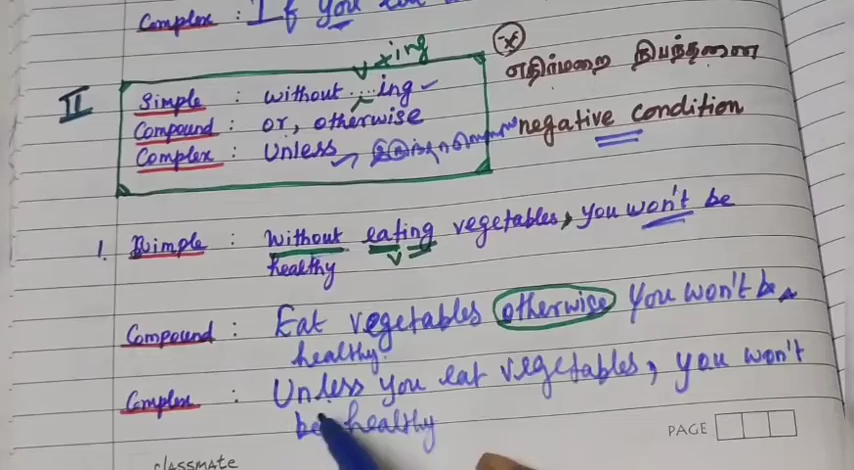 Complex : If you
xing
II
Simple : without ....ing
Compound : or, otherwise
Complex : Unless
எதிர்மறை நிபந்தனை
negative condition
1. Simple : Without eating vegetables, you won't be
healthy
Compound : Eat vegetables otherwise you won't be
healthy.
Complex : Unless you eat vegetables, you won't
be healthy
CLASSMATE
PAGE